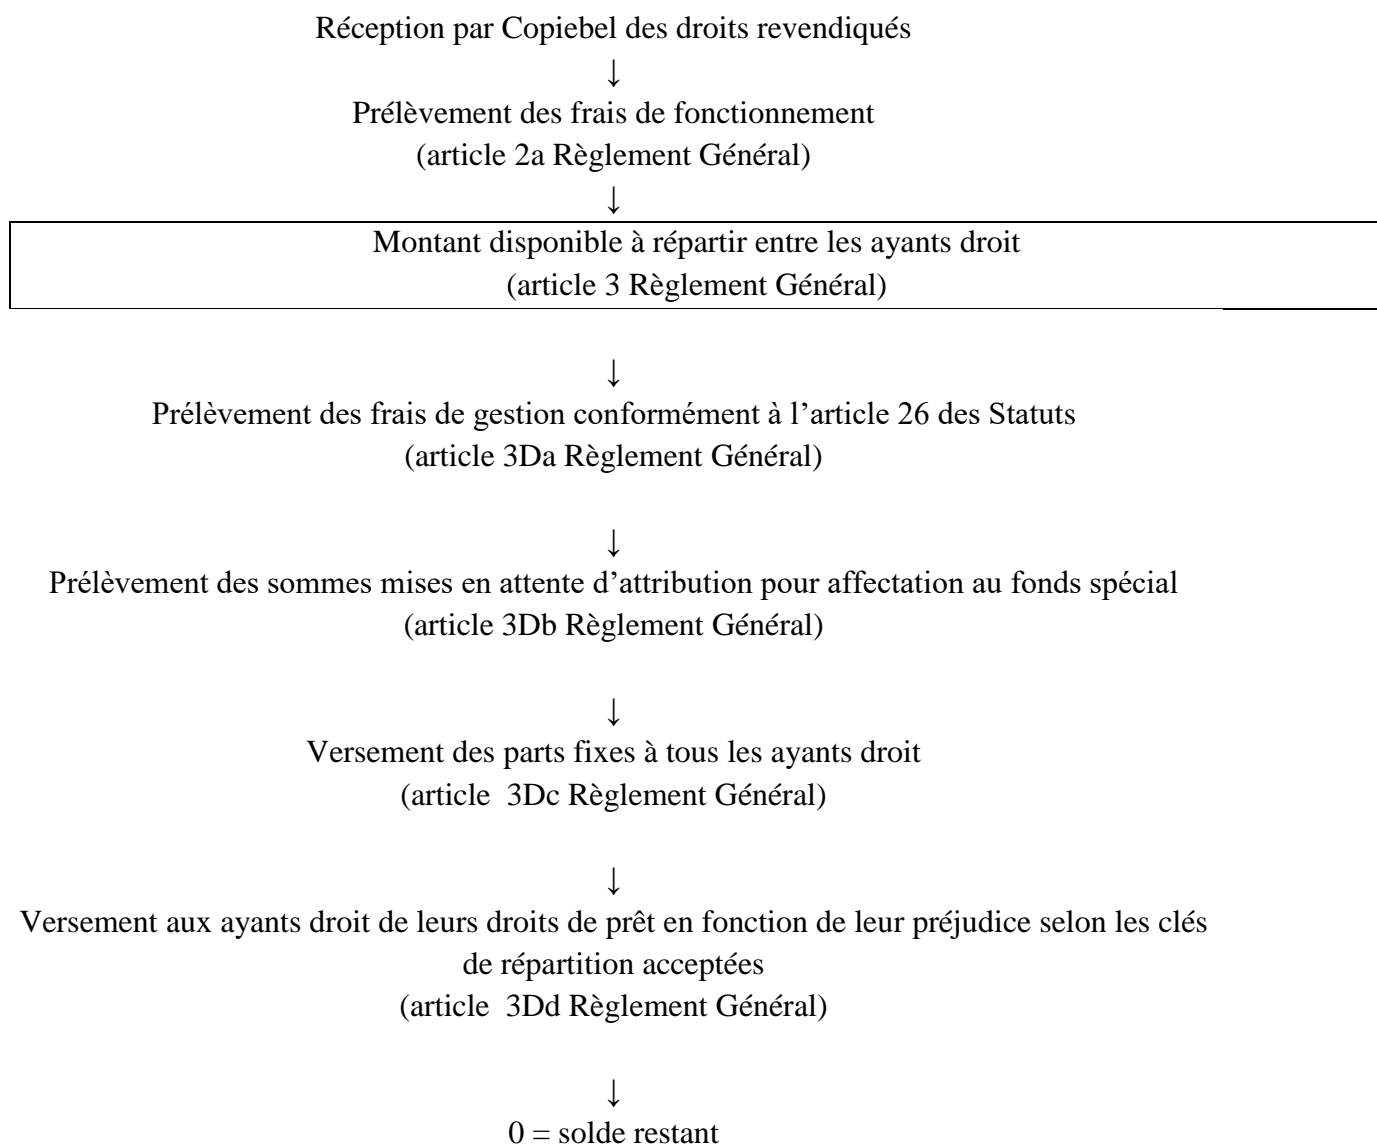 Réception par Copiebel des droits revendiqués
↓
Prélèvement des frais de fonctionnement
(article 2a Règlement Général)
↓
Montant disponible à répartir entre les ayants droit
(article 3 Règlement Général)
↓
Prélèvement des frais de gestion conformément à l’article 26 des Statuts
(article 3Da Règlement Général)
↓
Prélèvement des sommes mises en attente d’attribution pour affectation au fonds spécial
(article 3Db Règlement Général)
↓
Versement des parts fixes à tous les ayants droit
(article 3Dc Règlement Général)
↓
Versement aux ayants droit de leurs droits de prêt en fonction de leur préjudice selon les clés
de répartition acceptées
(article 3Dd Règlement Général)
↓
0 = solde restant